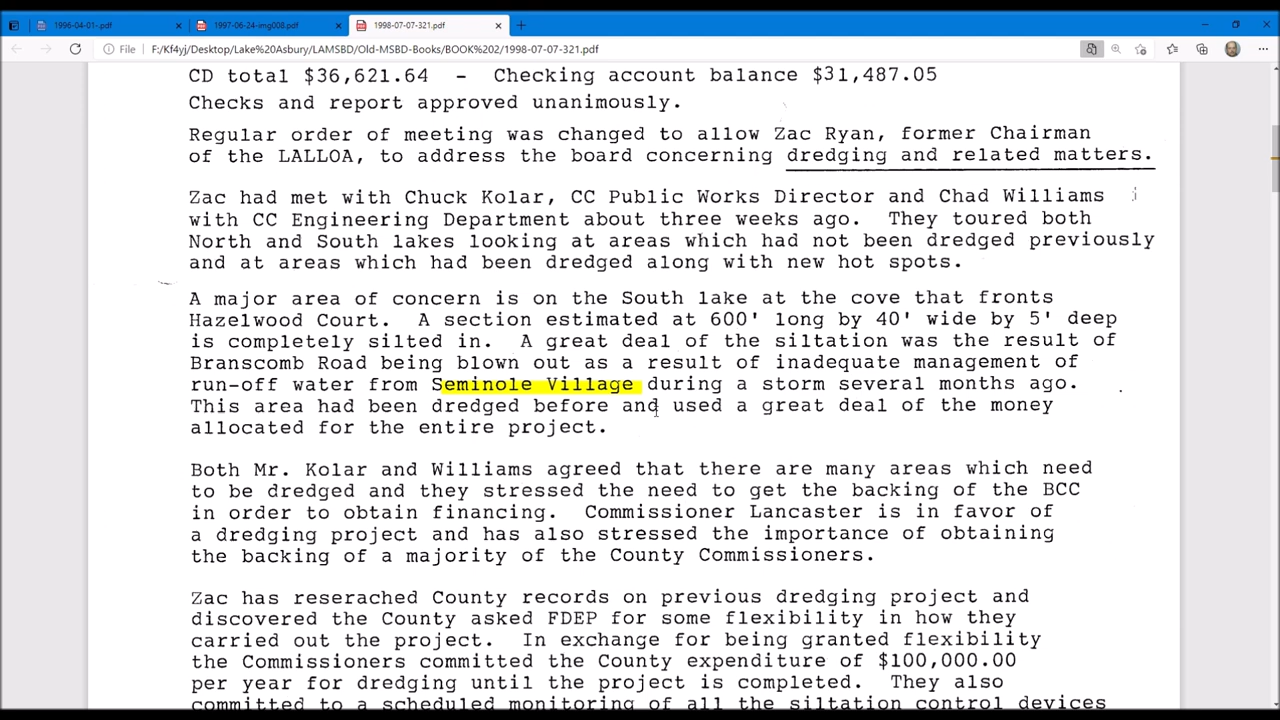 1996-04-01-.pdf
1997-06-24-img008.pdf
1998-07-07-321.pdf
File
F:/Kf4yj/Desktop/Lake%20Asbury/LAMSBD/Old-MSBD-Books/BOOK%202/1998-07-07-321.pdf
CD total $36,621.64 - Checking account balance $31,487.05
Checks and report approved unanimously.
Regular order of meeting was changed to allow Zac Ryan, former Chairman
of the LALLOA, to address the board concerning dredging and related matters.
Zac had met with Chuck Kolar, CC Public Works Director and Chad Williams
with CC Engineering Department about three weeks ago. They toured both
North and South lakes looking at areas which had not been dredged previously
and at areas which had been dredged along with new hot spots.
A major area of concern is on the South lake at the cove that fronts
Hazelwood Court. A section estimated at 600' long by 40' wide by 5' deep
is completely silted in. A great deal of the siltation was the result of
Branscomb Road being blown out as a result of inadequate management of
run-off water from Seminole Village during a storm several months ago.
This area had been dredged before and used a great deal of the money
allocated for the entire project.
Both Mr. Kolar and Williams agreed that there are many areas which need
to be dredged and they stressed the need to get the backing of the BCC
in order to obtain financing. Commissioner Lancaster is in favor of
a dredging project and has also stressed the importance of obtaining
the backing of a majority of the County Commissioners.
Zac has reserached County records on previous dredging project and
discovered the County asked FDEP for some flexibility in how they
carried out the project. In exchange for being granted flexibility
the Commissioners committed the County expenditure of $100,000.00
per year for dredging until the project is completed. They also
committed to a scheduled monitoring of all the siltation control devices